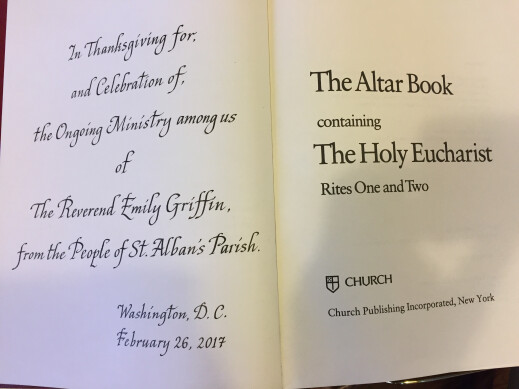 In Thanksgiving for,
and Celebration of,
the Ongoing Ministry among us
of
The Reverend Emily Griffin,
from the People of St. Alban's Parish.
Washington, D. C.
February 26, 2017
The Altar Book
containing
The Holy Eucharist
Rites One and Two
CHURCH
Church Publishing Incorporated, New York